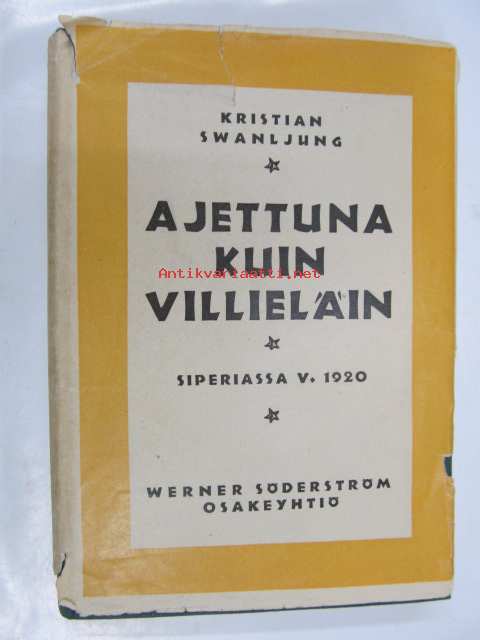 KRISTIAN
SWANLJUNG
AJETTUNA
KUIN
Antikvariaatti.net
VILLIELÄIN
SIPERIASSA V. 1920
WERNER SÖDERSTRÖM
OSAKEYHTIÖ